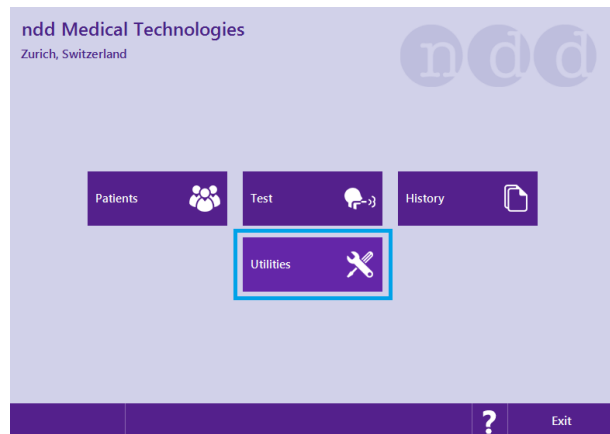 ndd Medical Technologies
Zurich, Switzerland
ndd
Patients
Test
History
Utilities
?
Exit